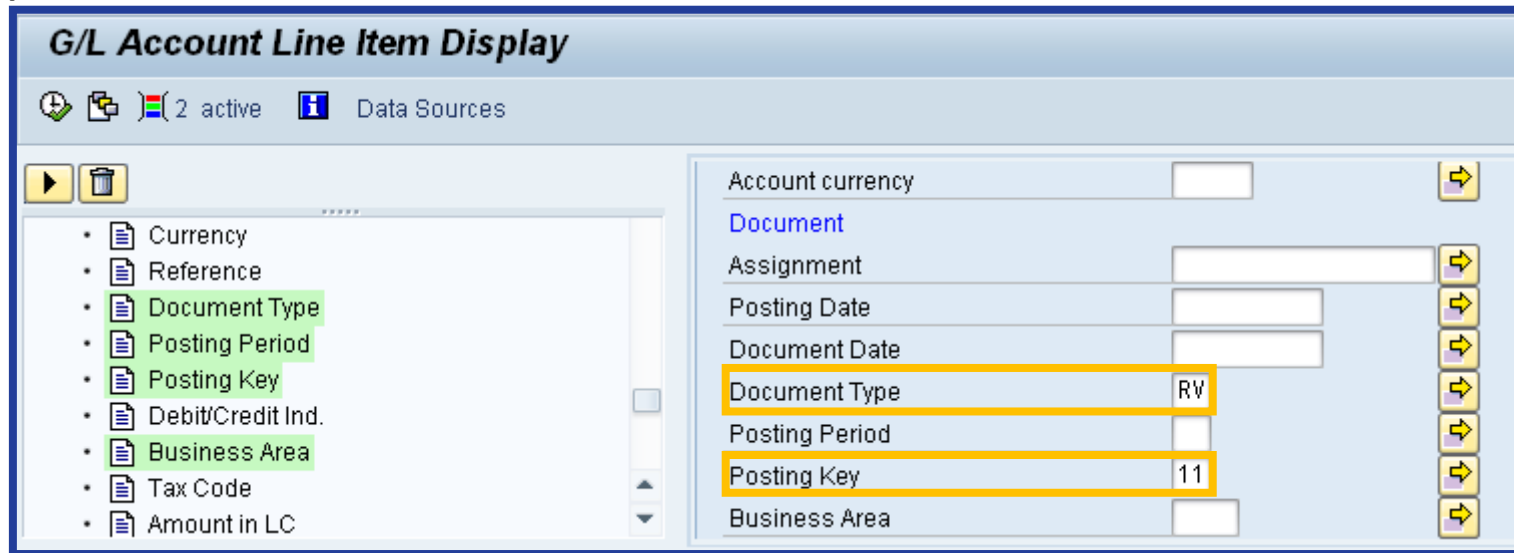 G/L Account Line Item Display
2 active Data Sources
Currency
Reference
Document Type
Posting Period
Posting Key
Debit/Credit Ind.
Business Area
Tax Code
Amount in LC
Account currency
Document
Assignment
Posting Date
Document Date
Document Type RV
Posting Period
Posting Key 11
Business Area